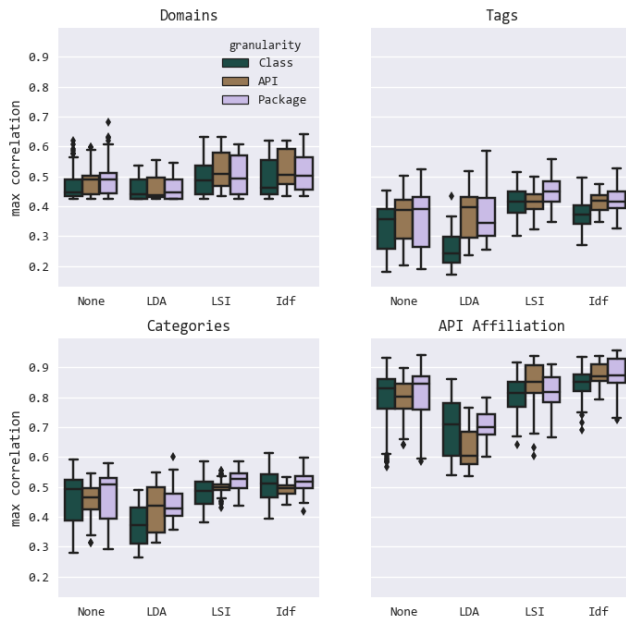 Domains
Tags
max correlation
0.9
0.8
0.7
0.6
0.5
0.4
0.3
0.2
granularity
Class
API
Package
None LDA LSI Idf
None LDA LSI Idf
Categories
API Affiliation
max correlation
0.9
0.8
0.7
0.6
0.5
0.4
0.3
0.2
None LDA LSI Idf
None LDA LSI Idf